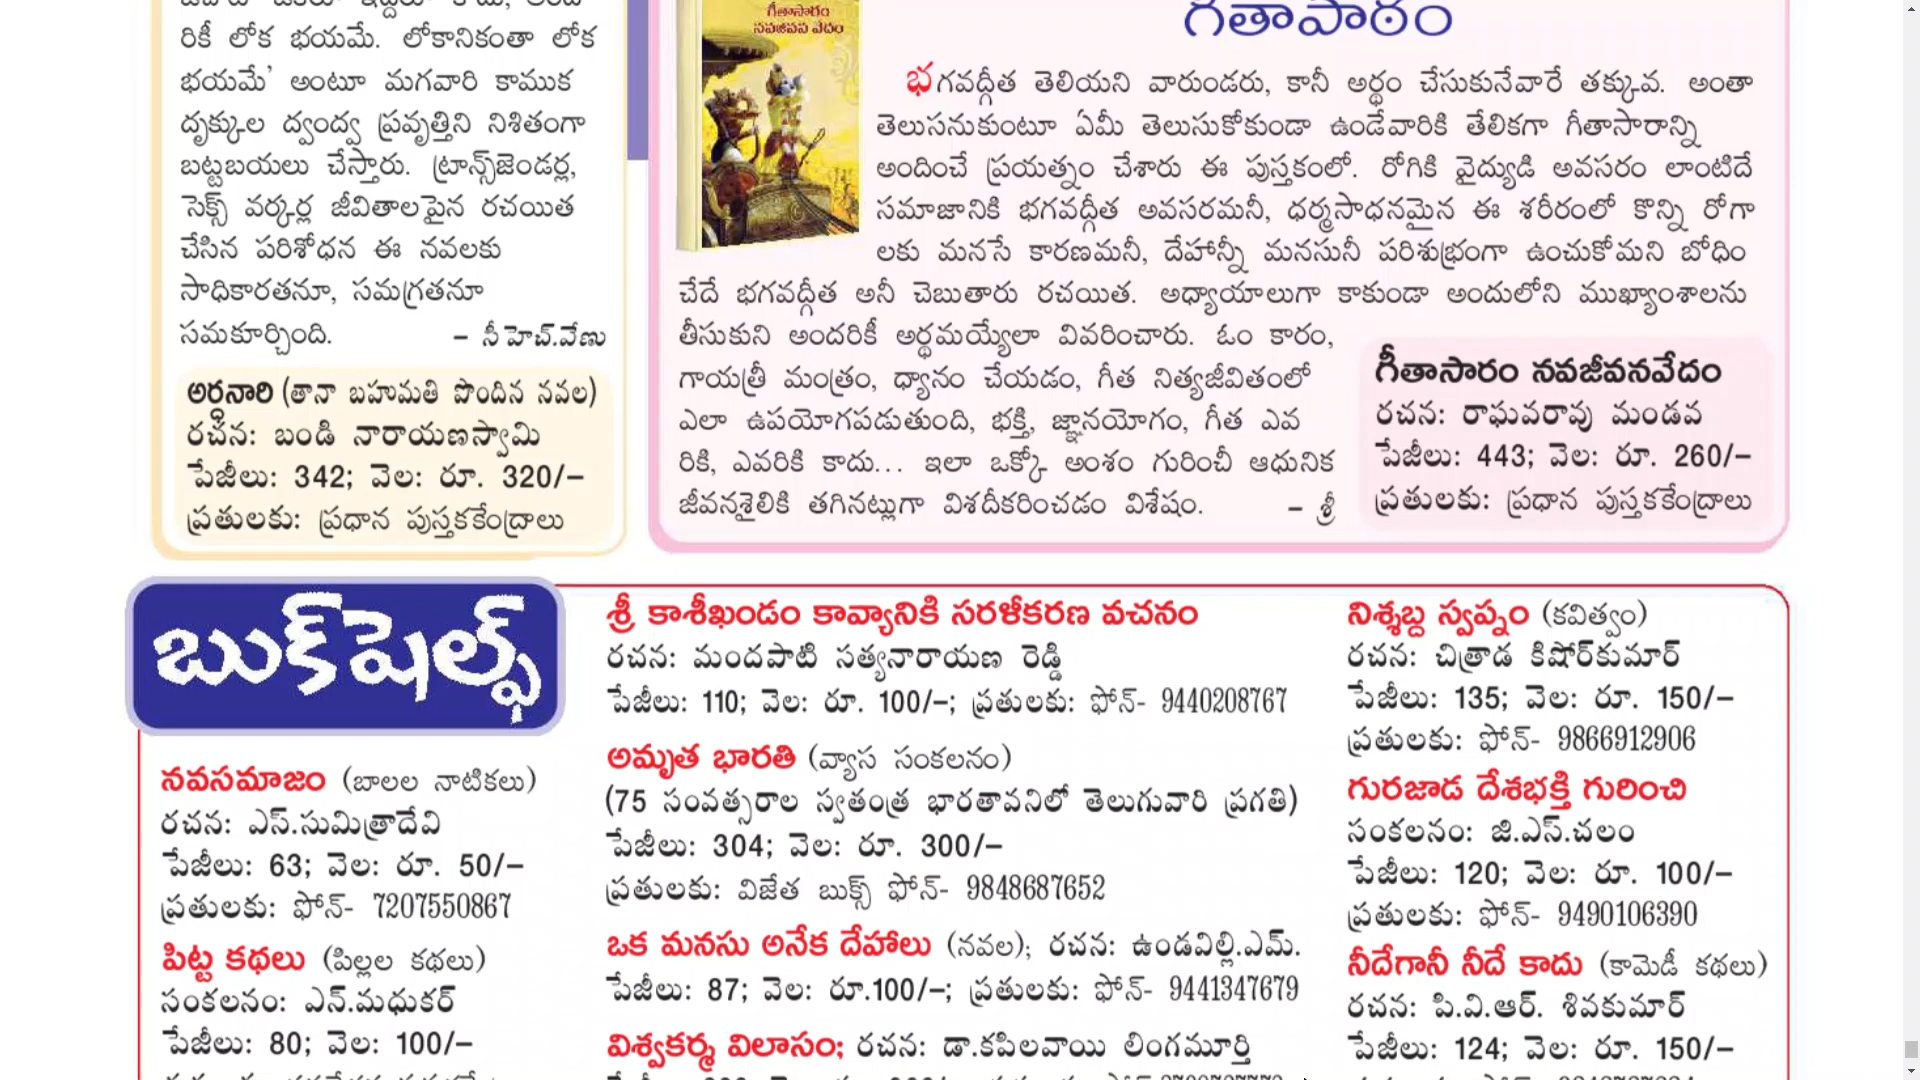 రికీ లోక భయమే. లోకానికంతా లోక
భయమే’ అంటూ మగవారి కాముక
దృక్కుల ద్వంద్వ ప్రవృత్తిని నిశితంగా
బట్టబయలు చేస్తారు. ట్రాన్స్‌జెండర్ల,
సెక్స్ వర్కర్ల జీవితాలపైన రచయిత
చేసిన పరిశోధన ఈ నవలకు
సాధికారతనూ, సమగ్రతనూ
సమకూర్చింది. – సీహెచ్.వేణు
అర్ధనారి (తానా బహుమతి పొందిన నవల)
రచన: బండి నారాయణస్వామి
పేజీలు: 342; వెల: రూ. 320/–
ప్రతులకు: ప్రధాన పుస్తకకేంద్రాలు
గీతాసారం
నవజీవన వేదం
గీతాపాఠం
భగవద్గీత తెలియని వారుండరు, కానీ అర్థం చేసుకునేవారే తక్కువ. అంతా
తెలుసనుకుంటూ ఏమీ తెలుసుకోకుండా ఉండేవారికి తేలికగా గీతాసారాన్ని
అందించే ప్రయత్నం చేశారు ఈ పుస్తకంలో. రోగికి వైద్యుడి అవసరం లాంటిదే
సమాజానికి భగవద్గీత అవసరమనీ, ధర్మసాధనమైన ఈ శరీరంలో కొన్ని రోగా
లకు మనసే కారణమనీ, దేహాన్నీ మనసునీ పరిశుభ్రంగా ఉంచుకోమని బోధిం
చేదే భగవద్గీత అనీ చెబుతారు రచయిత. అధ్యాయాలుగా కాకుండా అందులోని ముఖ్యాంశాలను
తీసుకుని అందరికీ అర్థమయ్యేలా వివరించారు. ఓం కారం,
గాయత్రీ మంత్రం, ధ్యానం చేయడం, గీత నిత్యజీవితంలో
ఎలా ఉపయోగపడుతుంది, భక్తి, జ్ఞానయోగం, గీత ఎవ
రికి, ఎవరికి కాదు... ఇలా ఒక్కో అంశం గురించీ ఆధునిక
జీవనశైలికి తగినట్లుగా విశదీకరించడం విశేషం. – శ్రీ
గీతాసారం నవజీవనవేదం
రచన: రాఘవరావు మండవ
పేజీలు: 443; వెల: రూ. 260/–
ప్రతులకు: ప్రధాన పుస్తకకేంద్రాలు
బుక్‌షెల్ఫ్
నవసమాజం (బాలల నాటికలు)
రచన: ఎస్.సుమిత్రాదేవి
పేజీలు: 63; వెల: రూ. 50/–
ప్రతులకు: ఫోన్- 7207550867
పిట్ట కథలు (పిల్లల కథలు)
సంకలనం: ఎన్.మధుకర్
పేజీలు: 80; వెల: 100/–
శ్రీ కాశీఖండం కావ్యానికి సరళీకరణ వచనం
రచన: మందపాటి సత్యనారాయణ రెడ్డి
పేజీలు: 110; వెల: రూ. 100/–; ప్రతులకు: ఫోన్- 9440208767
అమృత భారతి (వ్యాస సంకలనం)
(75 సంవత్సరాల స్వతంత్ర భారతావనిలో తెలుగువారి ప్రగతి)
పేజీలు: 304; వెల: రూ. 300/–
ప్రతులకు: విజేత బుక్స్ ఫోన్- 9848687652
ఒక మనసు అనేక దేహాలు (నవల); రచన: ఉండవిల్లి.ఎమ్.
పేజీలు: 87; వెల: రూ.100/–; ప్రతులకు: ఫోన్- 9441347679
విశ్వకర్మ విలాసం; రచన: డా.కపిలవాయి లింగమూర్తి
నిశ్శబ్ద స్వప్నం (కవిత్వం)
రచన: చిత్రాడ కిషోర్‌కుమార్
పేజీలు: 135; వెల: రూ. 150/–
ప్రతులకు: ఫోన్- 9866912906
గురజాడ దేశభక్తి గురించి
సంకలనం: జి.ఎస్.చలం
పేజీలు: 120; వెల: రూ. 100/–
ప్రతులకు: ఫోన్- 9490106390
నీదేగానీ నీదే కాదు (కామెడీ కథలు)
రచన: పి.వి.ఆర్. శివకుమార్
పేజీలు: 124; వెల: రూ. 150/–